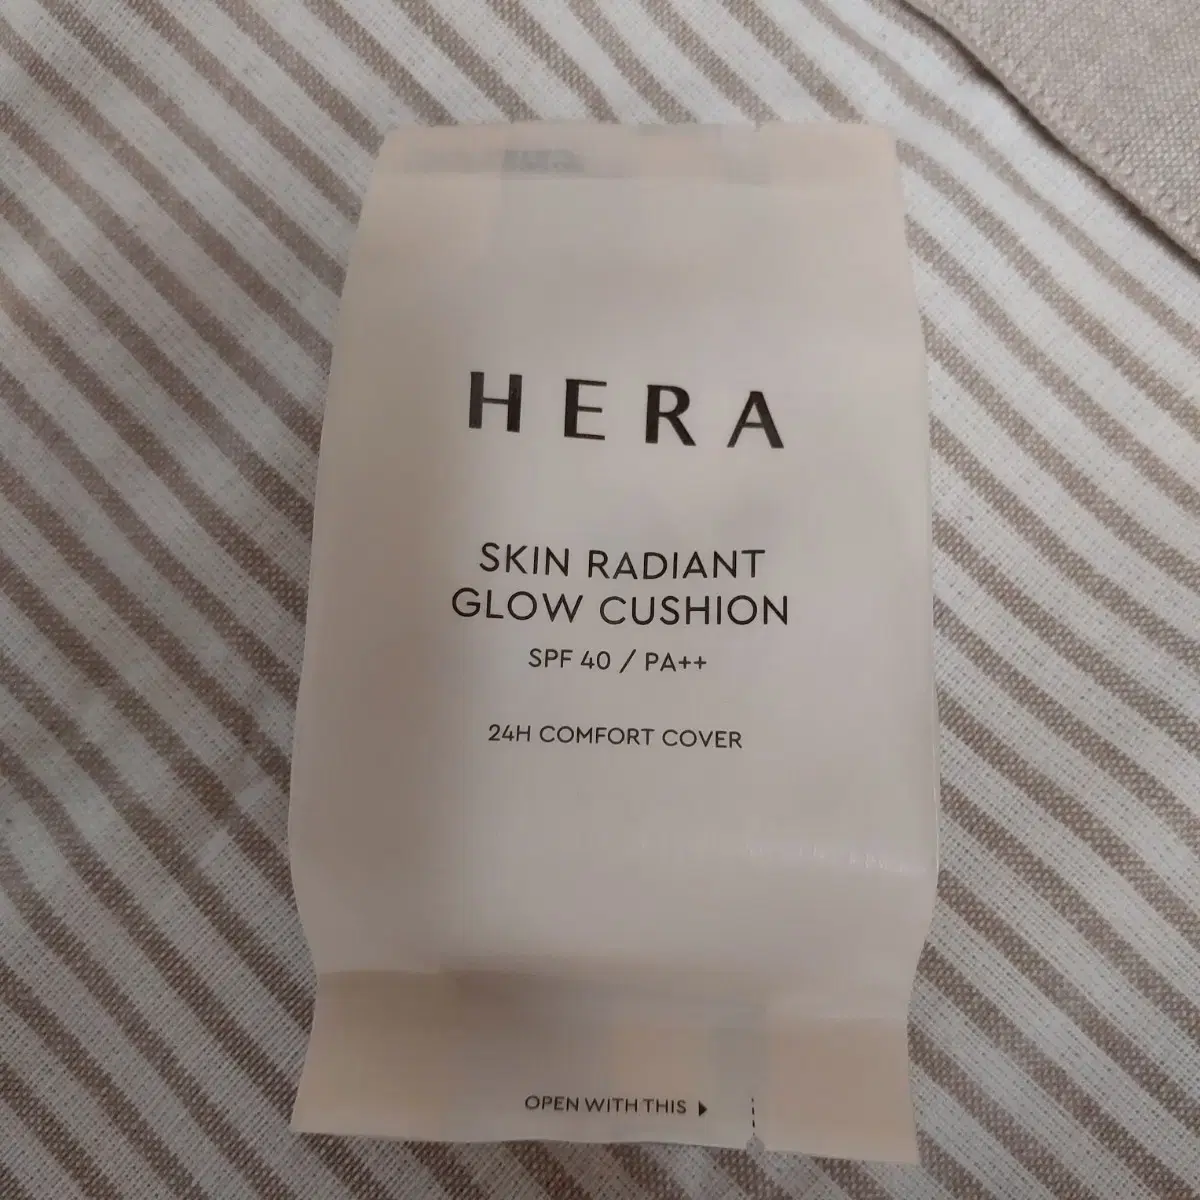 HERA
SKIN RADIANT
GLOW CUSHION
SPF 40 / PA++
24H COMFORT COVER
OPEN WITH THIS ▶